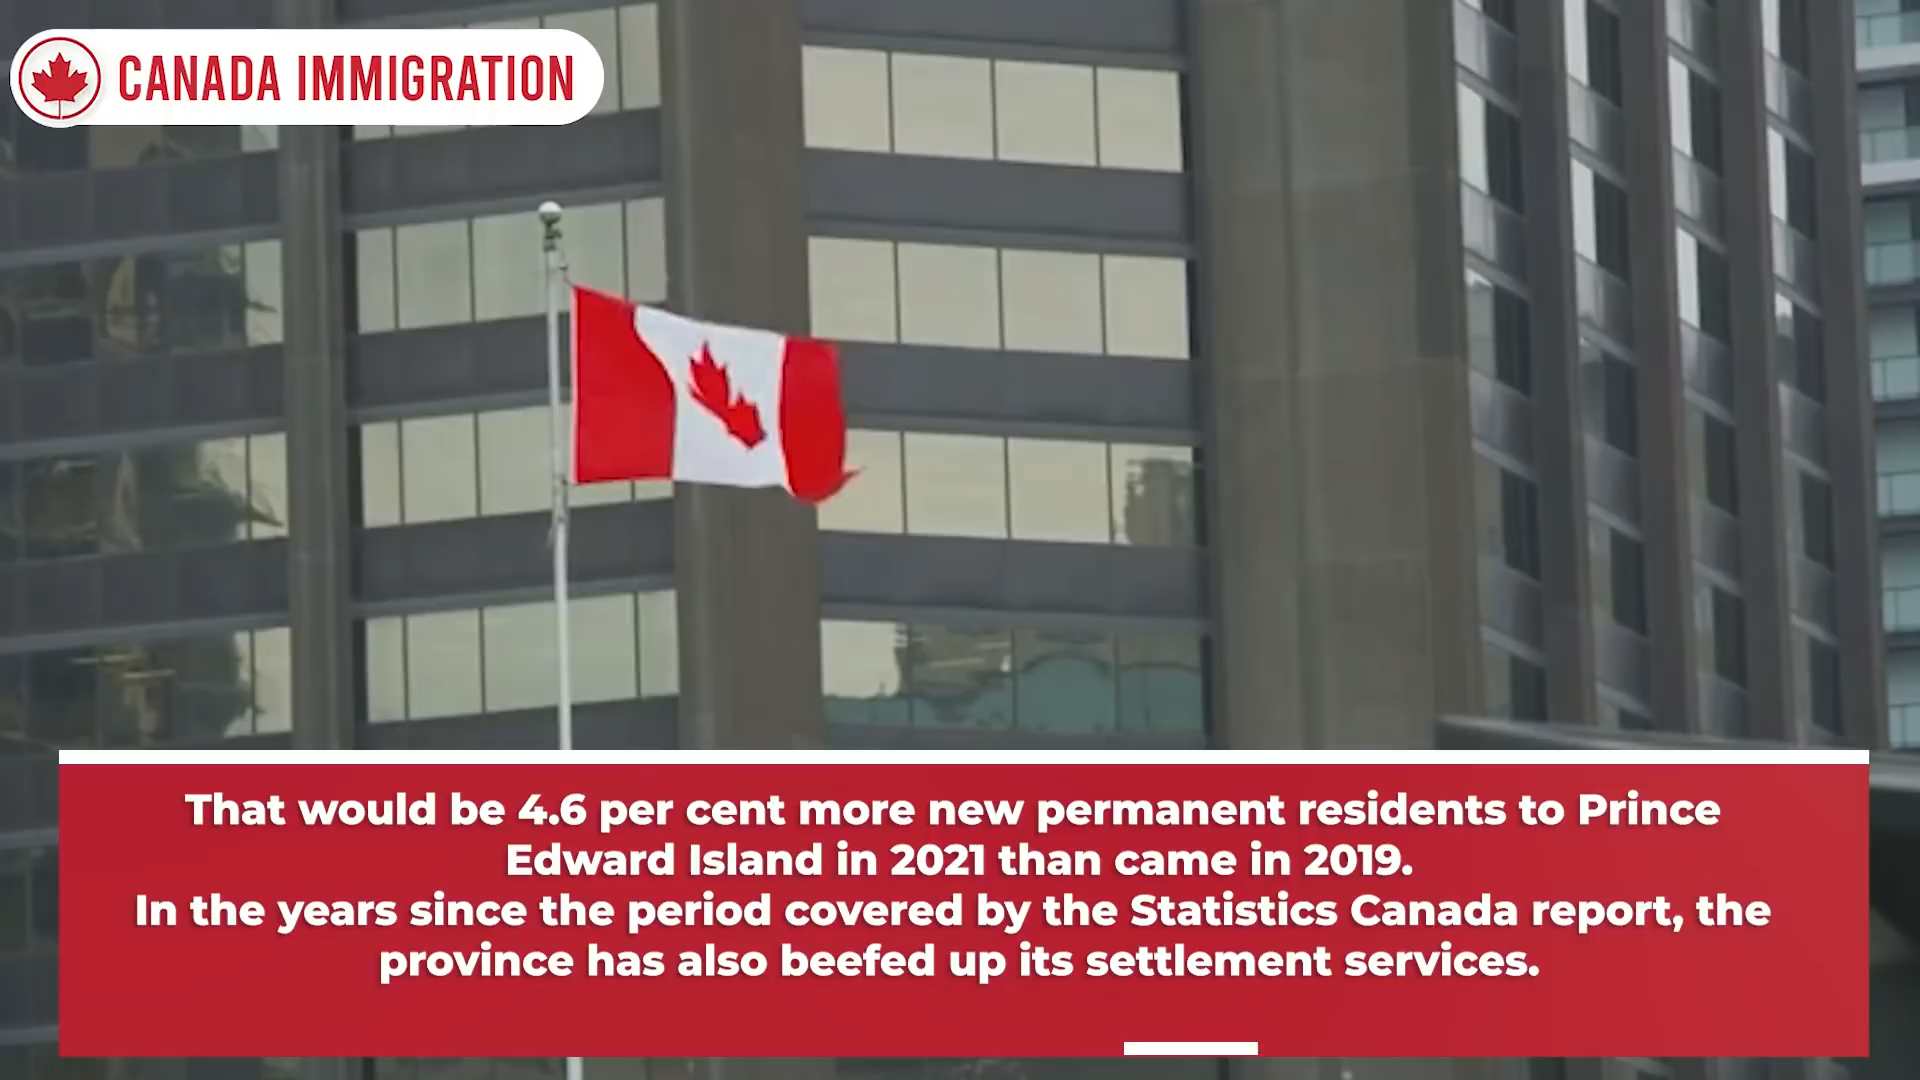 CANADA IMMIGRATION
That would be 4.6 per cent more new permanent residents to Prince
Edward Island in 2021 than came in 2019.
In the years since the period covered by the Statistics Canada report, the
province has also beefed up its settlement services.